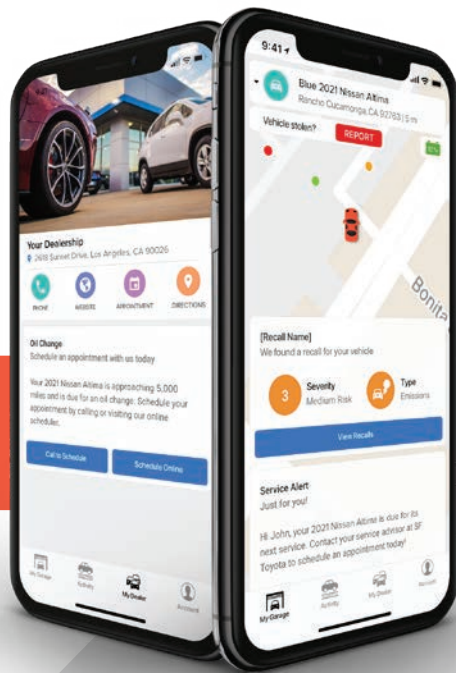 Your Dealership
2618 Sunset Drive, Los Angeles, CA 90026
PHONE
WEBSITE
APPOINTMENT
DIRECTIONS
Oil Change
Schedule an appointment with us today
Your 2021 Nissan Altima is approaching 5,000
miles and is due for an oil change. Schedule your
appointment by calling or visiting our online
scheduler.
Call to Schedule
Schedule Online
My Garage
Activity
My Dealer
Account
9:41
Blue 2021 Nissan Altima
Rancho Cucamonga, CA 92763 | 5 m
Vehicle stolen?
REPORT
Bonita
[Recall Name]
We found a recall for your vehicle
3
Severity
Medium Risk
Type
Emissions
View Recalls
Service Alert
Just for you!
Hi John, your 2021 Nissan Altima is due for its
next service. Contact your service advisor at SF
Toyota to schedule an appointment today!
My Garage
Activity
My Dealer
Account